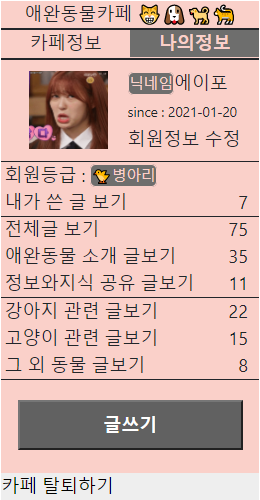 애완동물카페
카페정보 나의정보
닉네임 에이포
since : 2021-01-20
회원정보 수정
회원등급 : 병아리
내가 쓴 글 보기 7
전체글 보기 75
애완동물 소개 글보기 35
정보와지식 공유 글보기 11
강아지 관련 글보기 22
고양이 관련 글보기 15
그 외 동물 글보기 8
글쓰기
카페 탈퇴하기